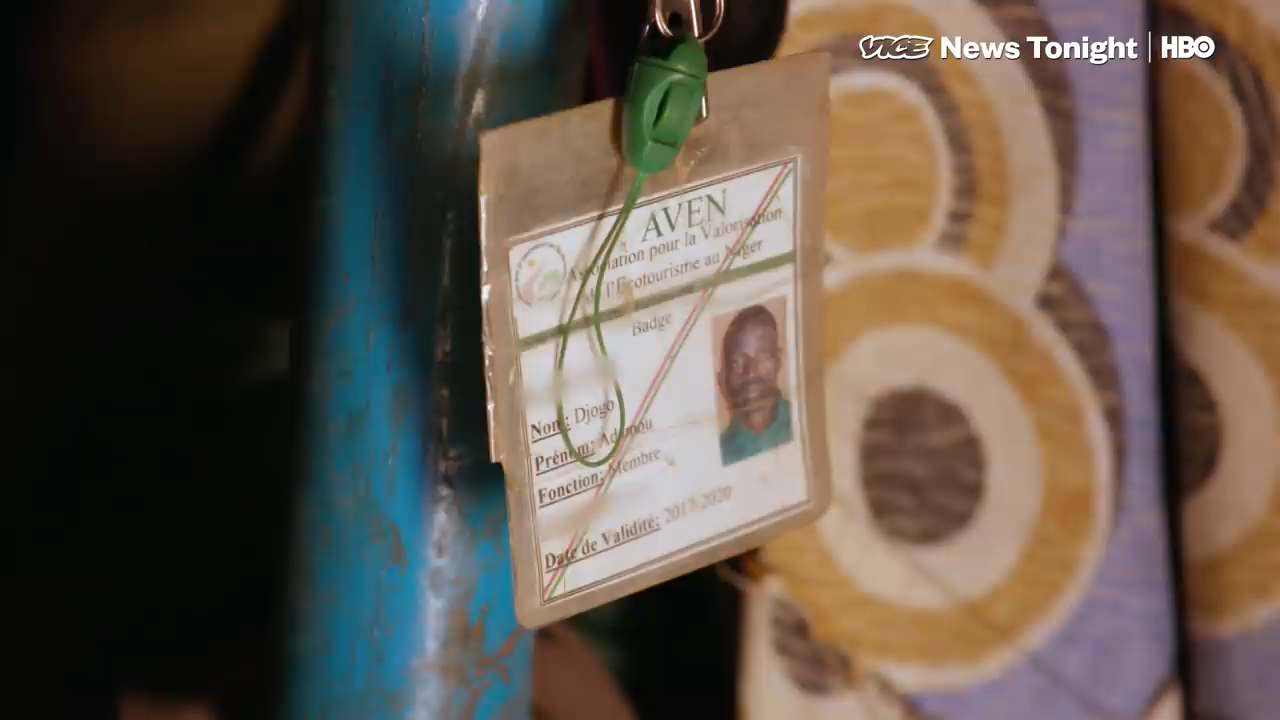 VICE News Tonight | HBO
AVEN
Association pour la Valorisation
de l'Ecotourisme au Niger
Badge
Nom: Djogo
Prénom: Adamou
Fonction: Membre
Date de Validité: 2017-2020